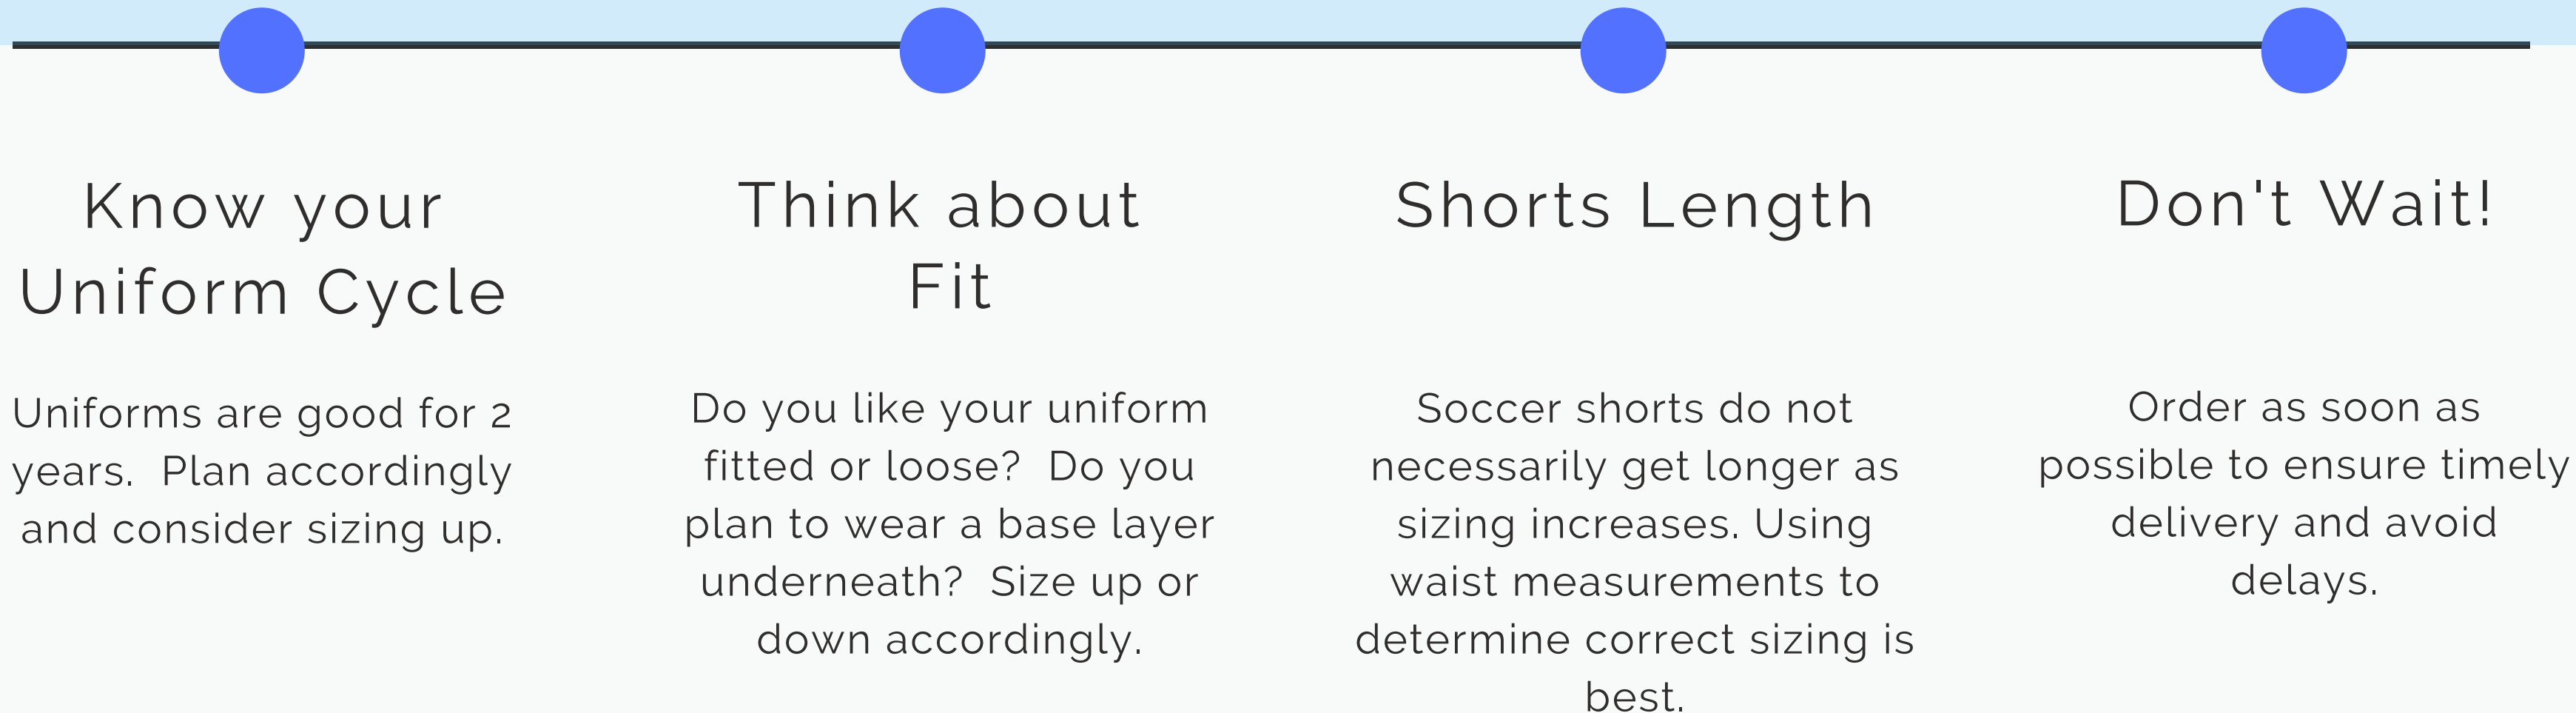 Know your
Uniform Cycle
Uniforms are good for 2
years.  Plan accordingly
and consider sizing up.
Think about
Fit
Do you like your uniform
fitted or loose?  Do you
plan to wear a base layer
underneath?  Size up or
down accordingly.
Shorts Length
Soccer shorts do not
necessarily get longer as
sizing increases. Using
waist measurements to
determine correct sizing is
best.
Don't Wait!
Order as soon as
possible to ensure timely
delivery and avoid
delays.